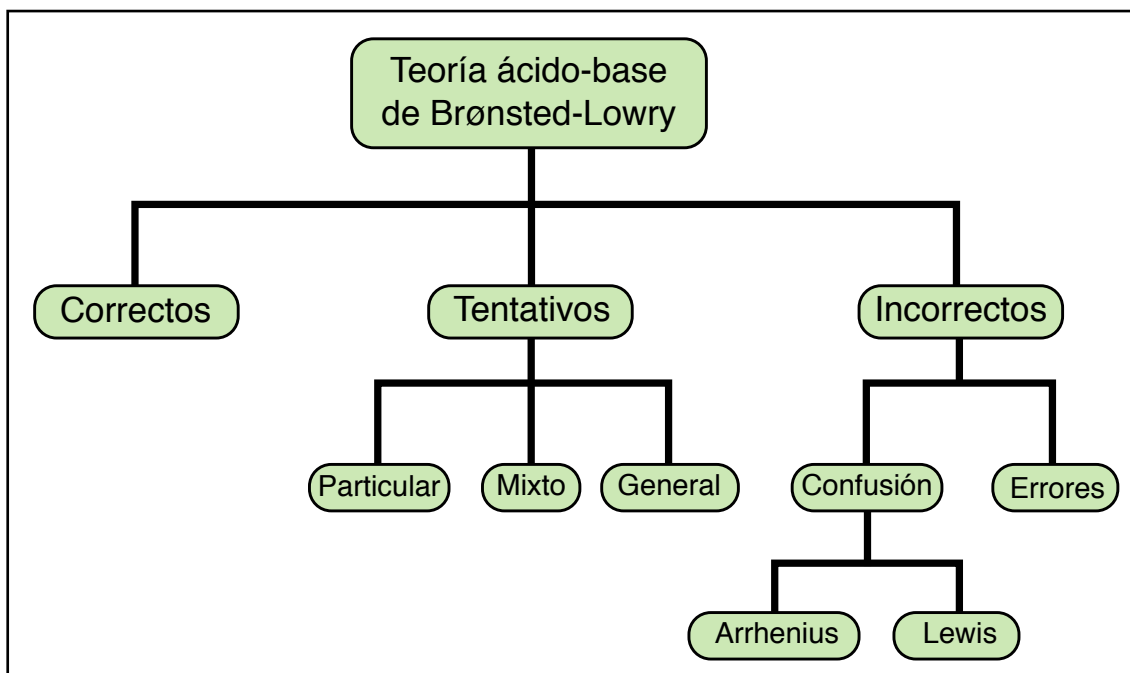 Teoría ácido-base
de Brønsted-Lowry
Correctos
Tentativos
Incorrectos
Particular
Mixto
General
Confusión
Errores
Arrhenius
Lewis